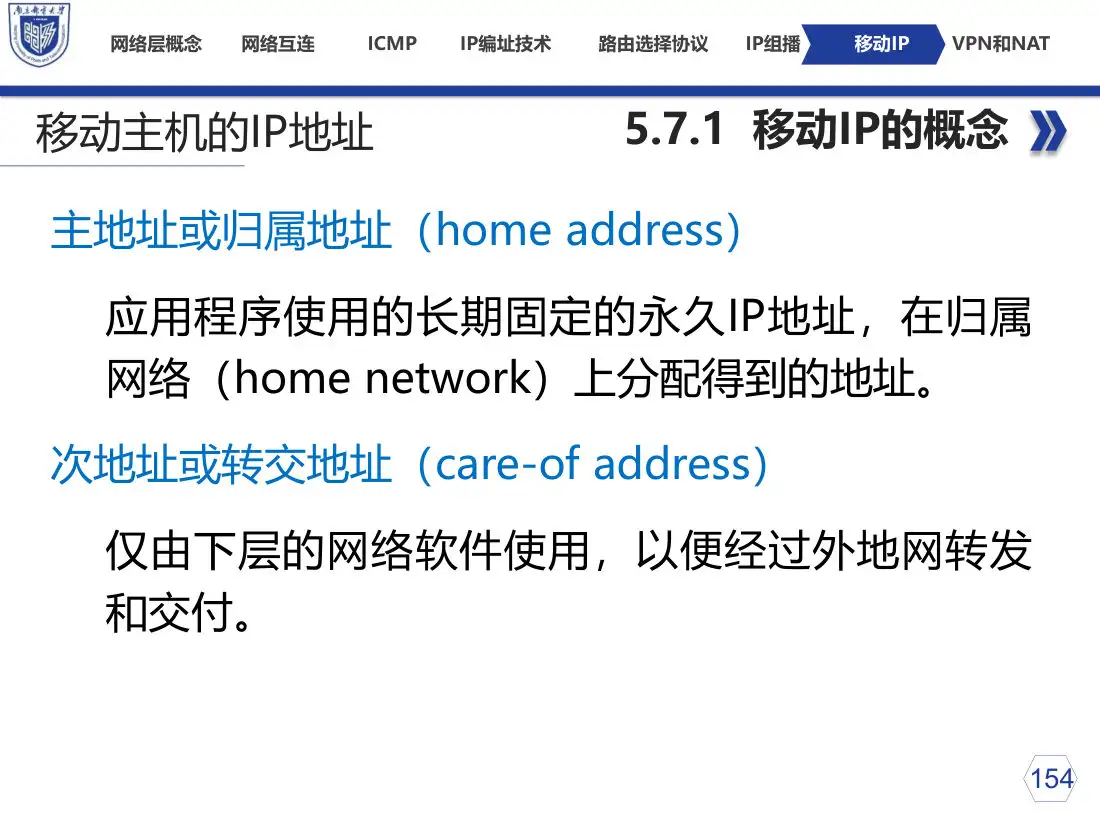 南京邮电大学
网络层概念 网络互连 ICMP IP编址技术 路由选择协议 IP组播 移动IP VPN和NAT
移动主机的IP地址
5.7.1 移动IP的概念
主地址或归属地址（home address）
应用程序使用的长期固定的永久IP地址，在归属
网络（home network）上分配得到的地址。
次地址或转交地址（care-of address）
仅由下层的网络软件使用，以便经过外地网转发
和交付。
154